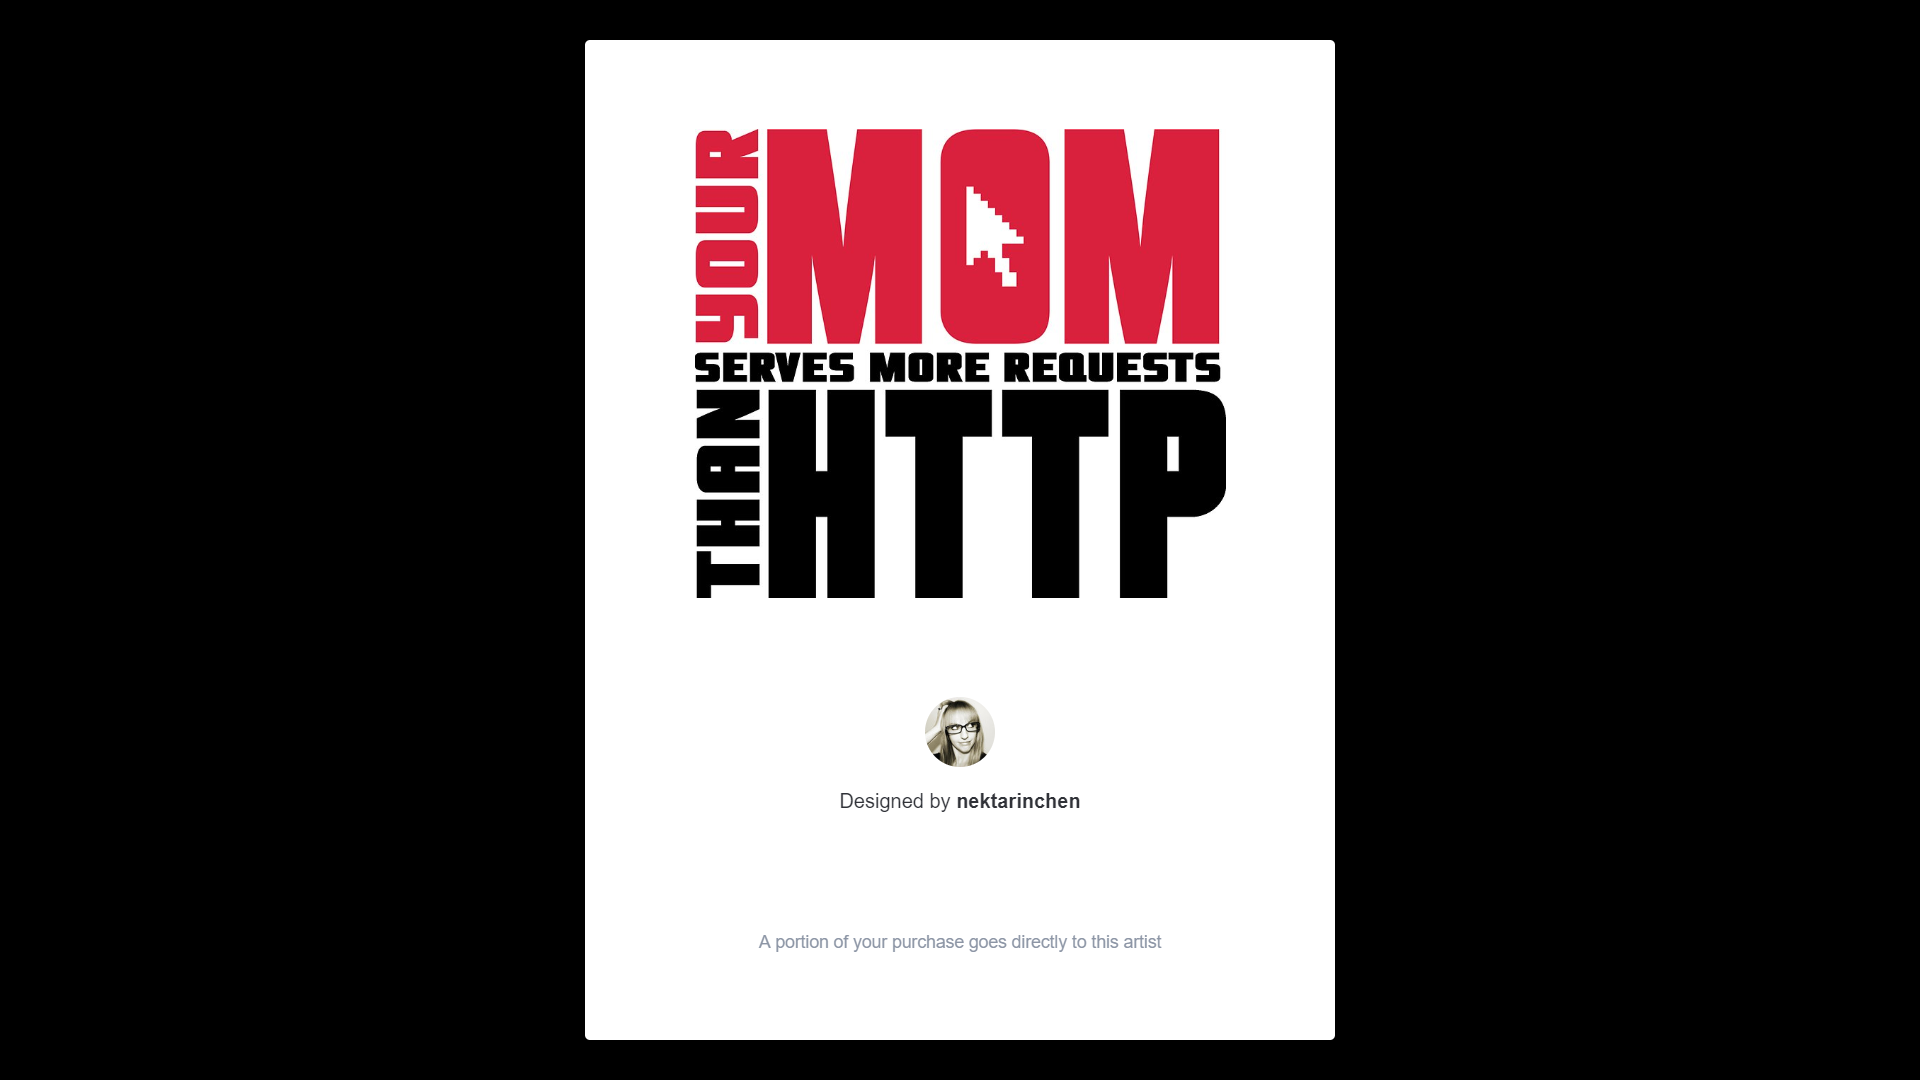 YOUR MOM
SERVES MORE REQUESTS
THAN HTTP
Designed by nektarinchen
A portion of your purchase goes directly to this artist